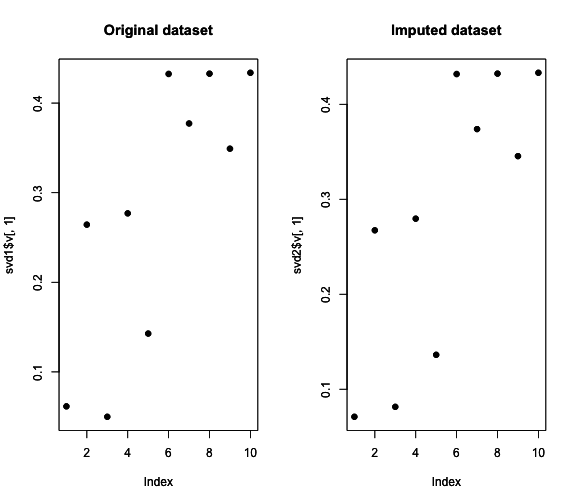 Original dataset
svd1$v[, 1]
0.4
0.3
0.2
0.1
2 4 6 8 10
Index
Imputed dataset
svd2$v[, 1]
0.4
0.3
0.2
0.1
2 4 6 8 10
Index